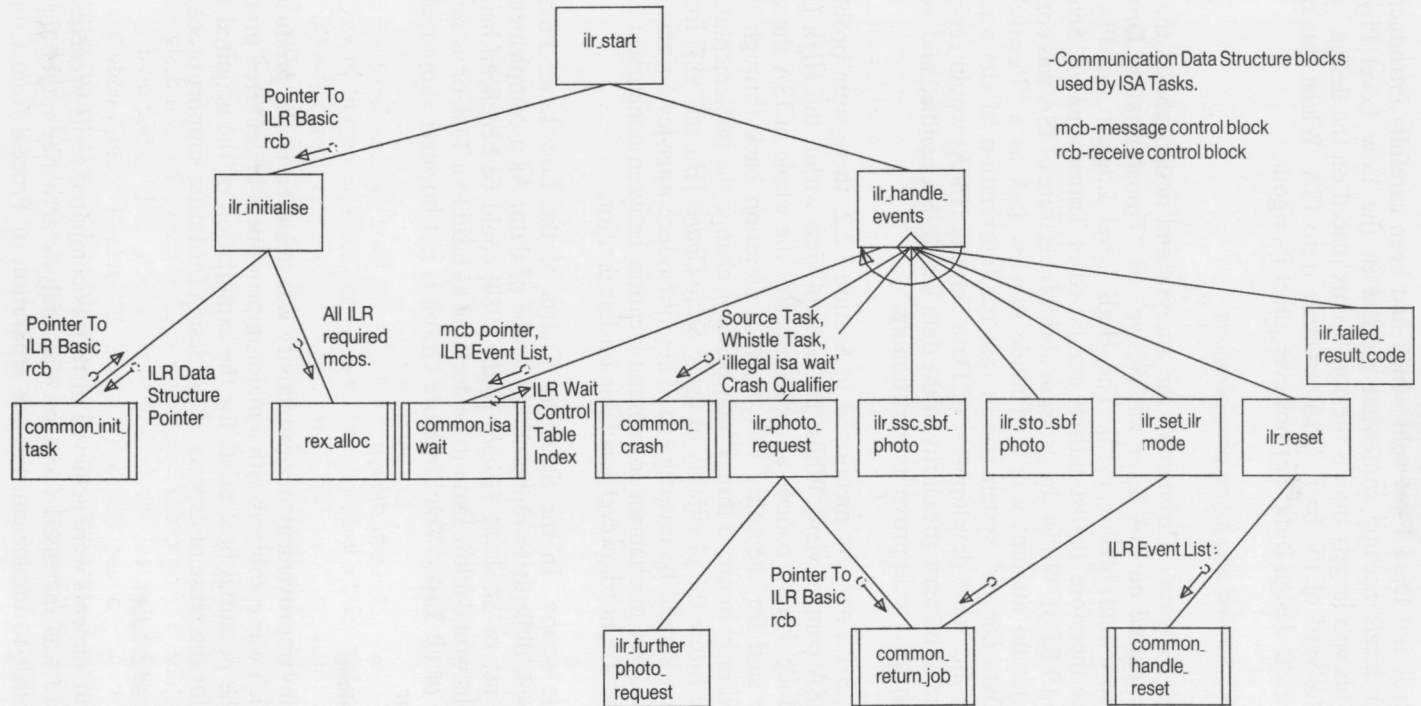 ilr_start
-Communication Data Structure blocks
used by ISA Tasks.
mcb-message control block
rcb-receive control block
Pointer To
ILR Basic
rcb
ilr_initialise
ilr_handle_
events
Pointer To
ILR Basic
rcb
ILR Data
Structure
Pointer
All ILR
required
mcbs.
mcb pointer,
ILR Event List,
ILR Wait
Control
Table
Index
Source Task,
Whistle Task,
'illegal isa wait'
Crash Qualifier
ilr_failed_
result_code
common_init_
task
rex_alloc
common_isa
wait
common_
crash
ilr_photo_
request
ilr_ssc_sbf_
photo
ilr_sto_sbf
photo
ilr_set_ilr
mode
ilr_reset
Pointer To
ILR Basic
rcb
ILR Event List:
ilr_further
photo_
request
common_
return_job
common_
handle_
reset